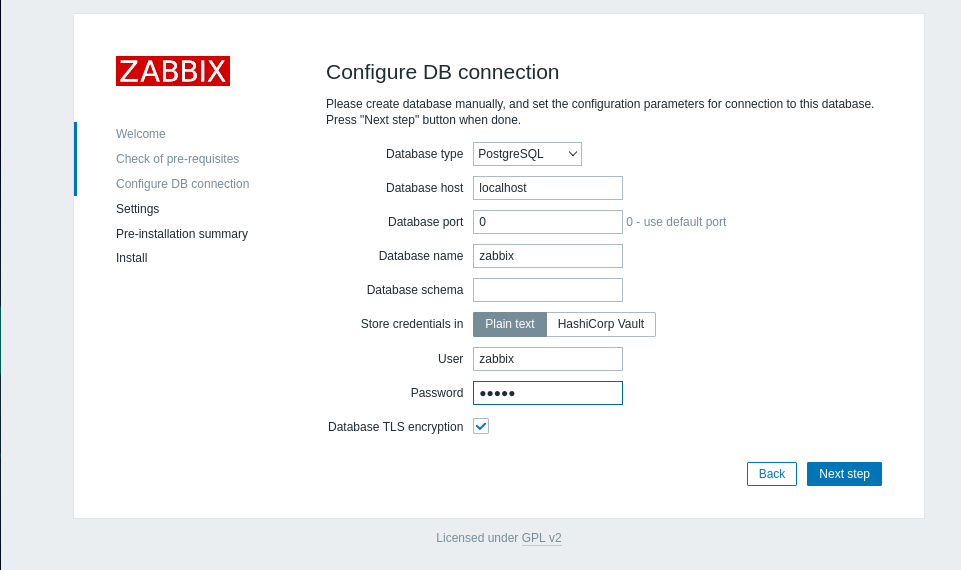 ZABBIX
Welcome
Check of pre-requisites
Configure DB connection
Settings
Pre-installation summary
Install
Configure DB connection
Please create database manually, and set the configuration parameters for connection to this database.
Press "Next step" button when done.
Database type PostgreSQL
Database host localhost
Database port 0 0 - use default port
Database name zabbix
Database schema
Store credentials in Plain text HashiCorp Vault
User zabbix
Password ●●●●●
Database TLS encryption
Back Next step
Licensed under GPL v2